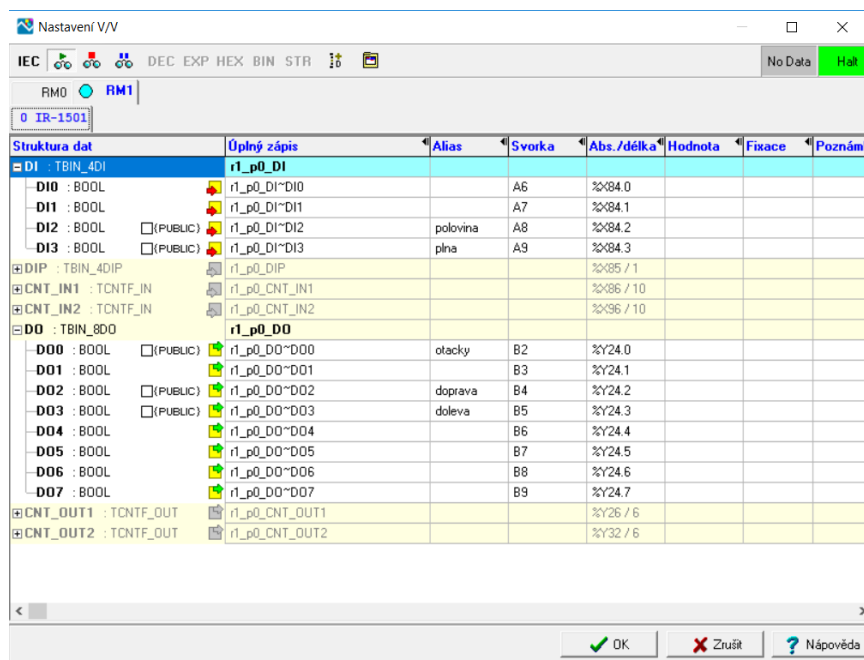 Nastavení V/V
IEC DEC EXP HEX BIN STR No Data Halt
RM0 RM1
0 IR-1501
Struktura dat Úplný zápis Alias Svorka Abs./délka Hodnota Fixace Poznám
DI : TBIN_4DI r1_p0_DI
DI0 : BOOL r1_p0_DI~DI0 A6 %X84.0
DI1 : BOOL r1_p0_DI~DI1 A7 %X84.1
DI2 : BOOL {PUBLIC} r1_p0_DI~DI2 polovina A8 %X84.2
DI3 : BOOL {PUBLIC} r1_p0_DI~DI3 plna A9 %X84.3
DIP : TBIN_4DIP r1_p0_DIP %X85 / 1
CNT_IN1 : TCNTF_IN r1_p0_CNT_IN1 %X86 / 10
CNT_IN2 : TCNTF_IN r1_p0_CNT_IN2 %X96 / 10
DO : TBIN_8DO r1_p0_DO
DO0 : BOOL {PUBLIC} r1_p0_DO~DO0 otacky B2 %Y24.0
DO1 : BOOL r1_p0_DO~DO1 B3 %Y24.1
DO2 : BOOL {PUBLIC} r1_p0_DO~DO2 doprava B4 %Y24.2
DO3 : BOOL {PUBLIC} r1_p0_DO~DO3 doleva B5 %Y24.3
DO4 : BOOL r1_p0_DO~DO4 B6 %Y24.4
DO5 : BOOL r1_p0_DO~DO5 B7 %Y24.5
DO6 : BOOL r1_p0_DO~DO6 B8 %Y24.6
DO7 : BOOL r1_p0_DO~DO7 B9 %Y24.7
CNT_OUT1 : TCNTF_OUT r1_p0_CNT_OUT1 %Y26 / 6
CNT_OUT2 : TCNTF_OUT r1_p0_CNT_OUT2 %Y32 / 6
OK Zrušit Nápověda